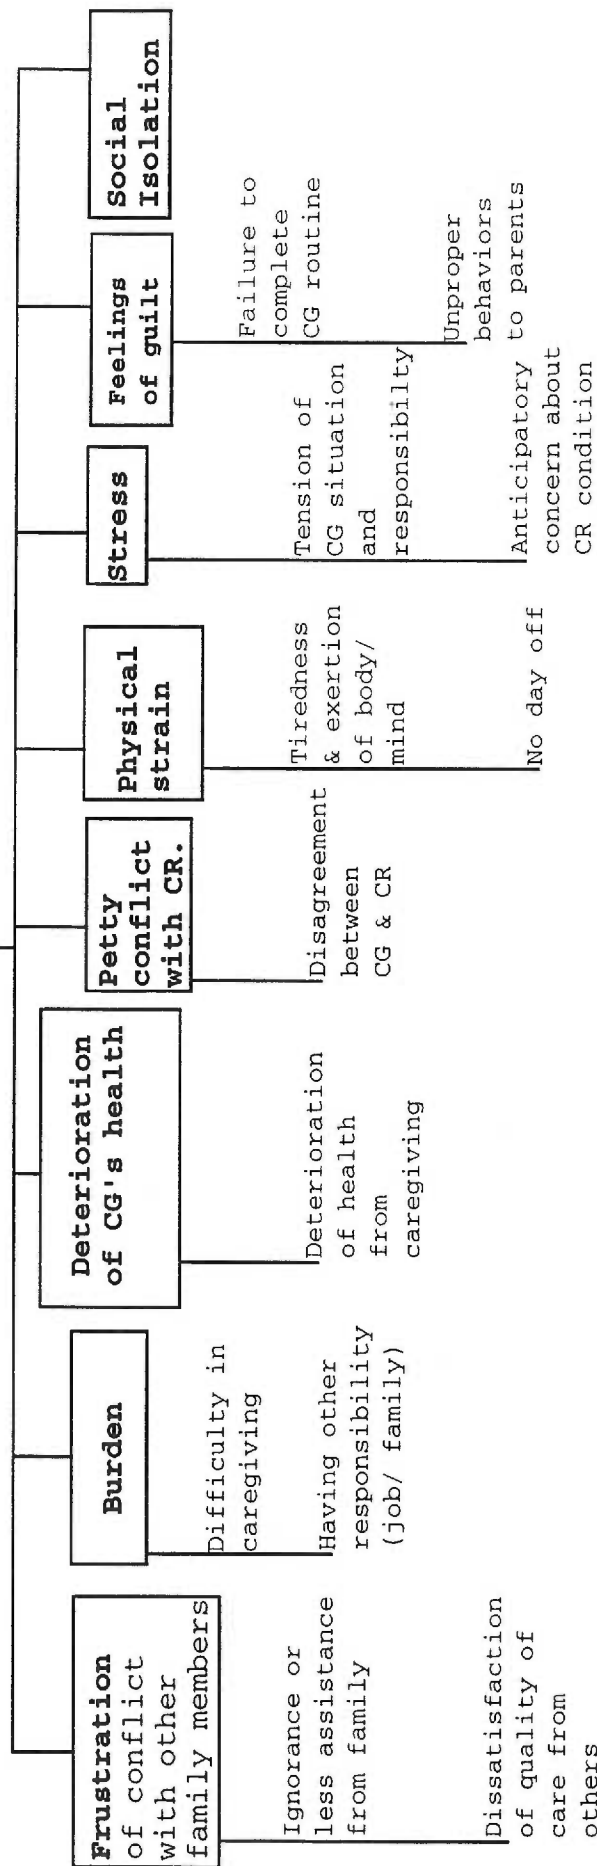 Frustration
of conflict
with other
family members
Ignorance or
less assistance
from family
Dissatisfaction
of quality of
care from
others
Burden
Difficulty in
caregiving
Having other
responsibility
(job/ family)
Deterioration
of CG's health
Deterioration
of health
from
caregiving
Petty
conflict
with CR.
Disagreement
between
CG & CR
Physical
strain
Tiredness
& exertion
of body/
mind
No day off
Stress
Tension of
CG situation
and
responsibilty
Anticipatory
concern about
CR condition
Feelings
of guilt
Failure to
complete
CG routine
Unproper
behaviors
to parents
Social
Isolation